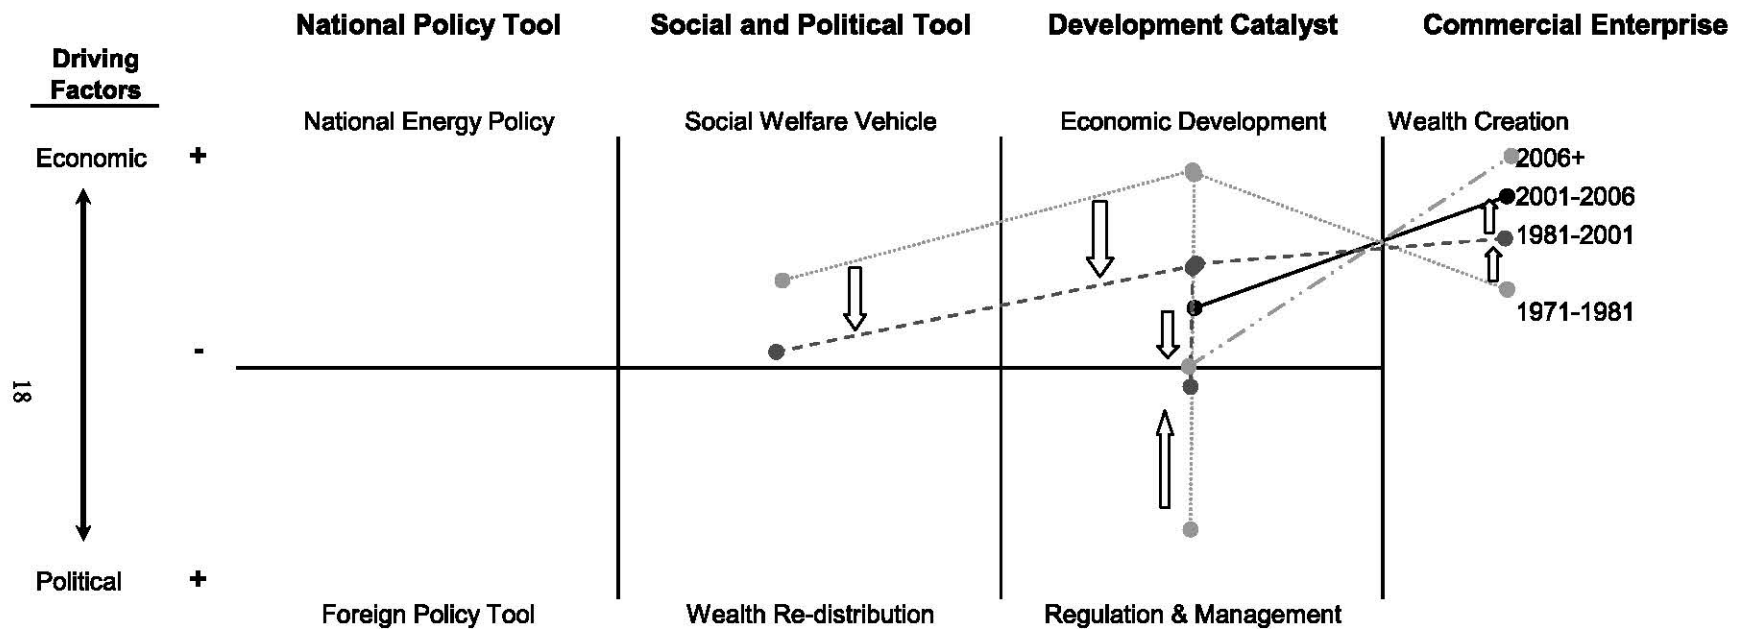 National Policy Tool
Social and Political Tool
Development Catalyst
Commercial Enterprise
Driving
Factors
National Energy Policy
Social Welfare Vehicle
Economic Development
Wealth Creation
Economic +
2006+
2001-2006
1981-2001
1971-1981
-
18
Political +
Foreign Policy Tool
Wealth Re-distribution
Regulation & Management